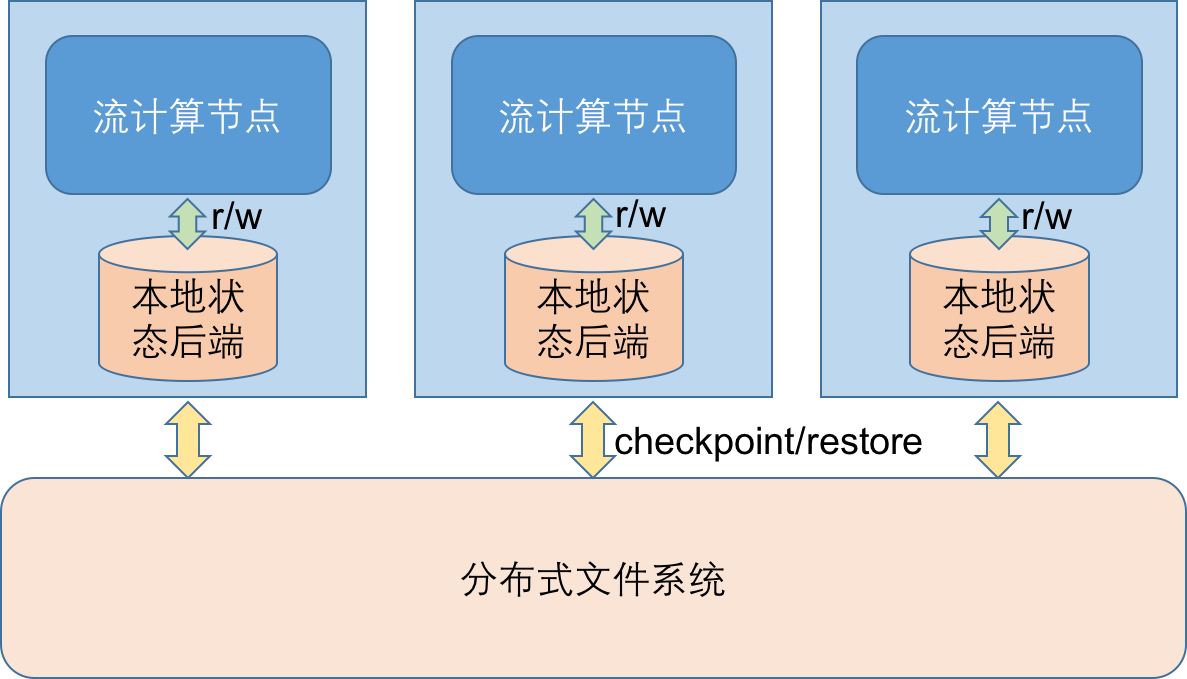 流计算节点
流计算节点
流计算节点
r/w
r/w
r/w
本地状
态后端
本地状
态后端
本地状
态后端
checkpoint/restore
分布式文件系统